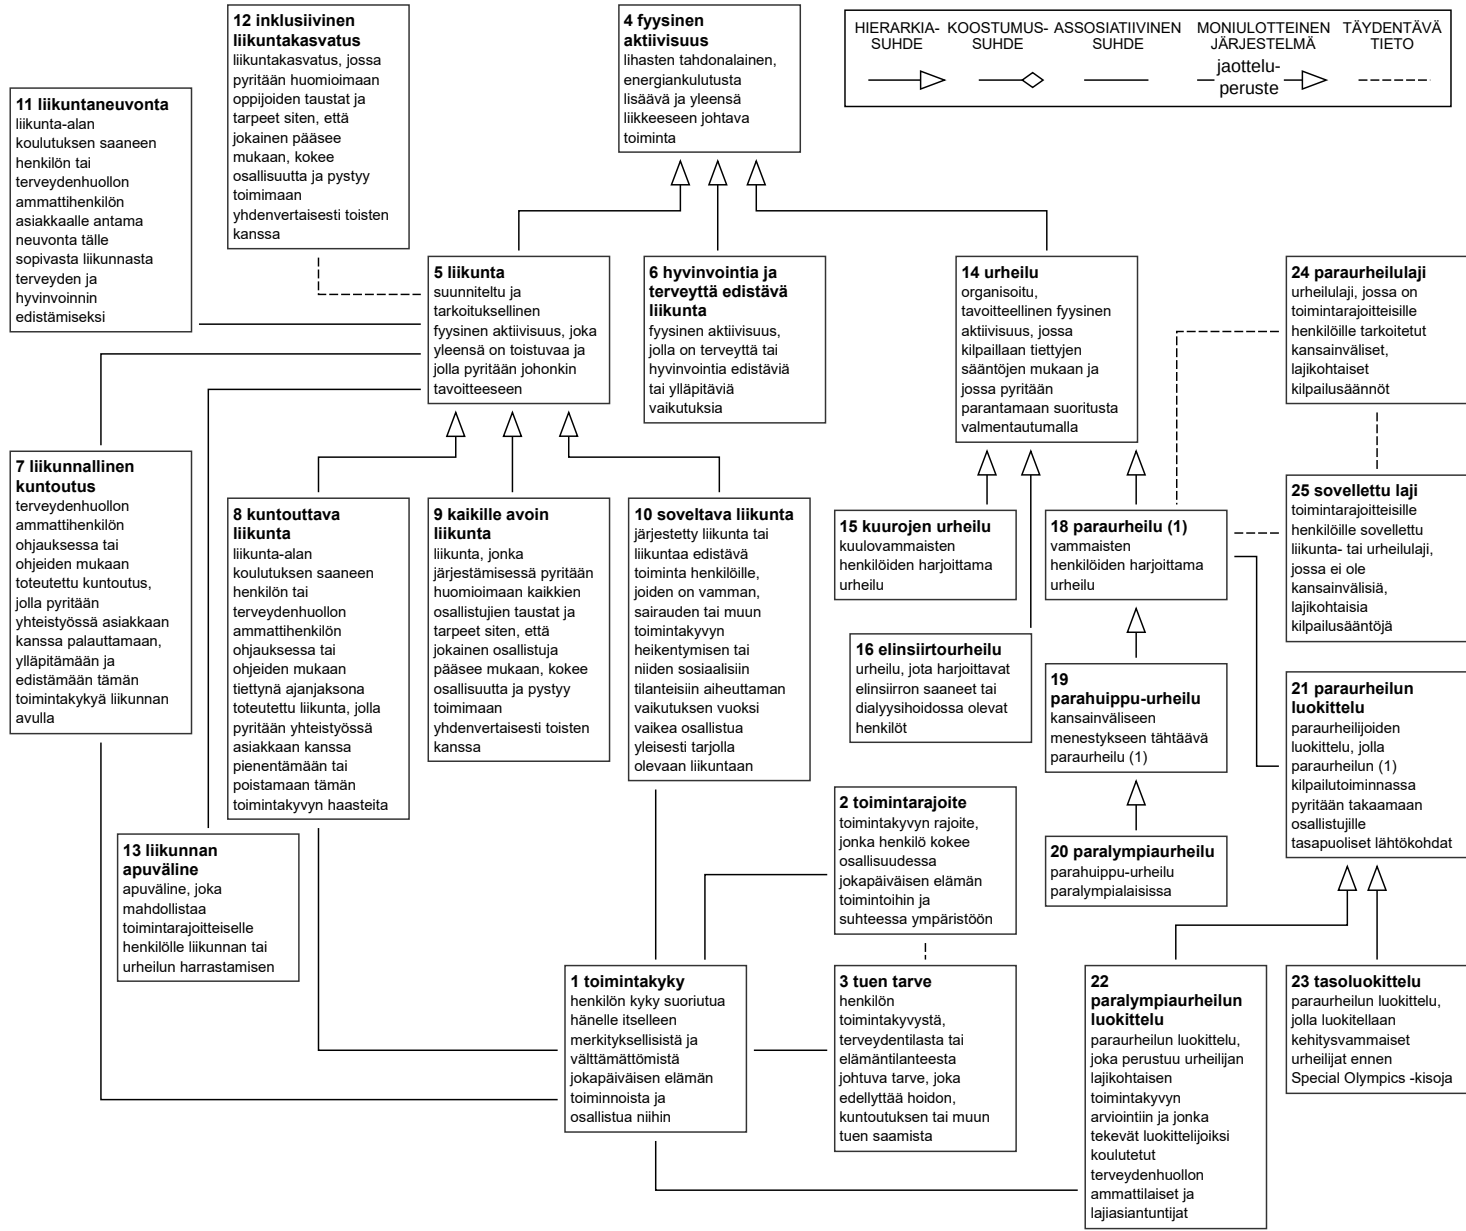 12 inklusiivinen
liikuntakasvatus
liikuntakasvatus, jossa
pyritään huomioimaan
oppijoiden taustat ja
tarpeet siten, että
jokainen pääsee
mukaan, kokee
osallisuutta ja pystyy
toimimaan
yhdenvertaisesti toisten
kanssa
4 fyysinen
aktiivisuus
lihasten tahdonalainen,
energiankulutusta
lisäävä ja yleensä
liikkeeseen johtava
toiminta
HIERARKIA-
SUHDE
KOOSTUMUS-
SUHDE
ASSOSIATIIVINEN
SUHDE
MONIULOTTEINEN
JÄRJESTELMÄ
jaottelu-
peruste
TÄYDENTÄVÄ
TIETO
11 liikuntaneuvonta
liikunta-alan
koulutuksen saaneen
henkilön tai
terveydenhuollon
ammattihenkilön
asiakkaalle antama
neuvonta tälle
sopivasta liikunnasta
terveyden ja
hyvinvoinnin
edistämiseksi
5 liikunta
suunniteltu ja
tarkoituksellinen
fyysinen aktiivisuus, joka
yleensä on toistuvaa ja
jolla pyritään johonkin
tavoitteeseen
6 hyvinvointia ja
terveyttä edistävä
liikunta
fyysinen aktiivisuus,
jolla on terveyttä tai
hyvinvointia edistäviä
tai ylläpitäviä
vaikutuksia
14 urheilu
organisoitu,
tavoitteellinen fyysinen
aktiivisuus, jossa
kilpaillaan tiettyjen
sääntöjen mukaan ja
jossa pyritään
parantamaan suoritusta
valmentautumalla
24 paraurheilulaji
urheilulaji, jossa on
toimintarajoitteisille
henkilöille tarkoitetut
kansainväliset,
lajikohtaiset
kilpailusäännöt
7 liikunnallinen
kuntoutus
terveydenhuollon
ammattihenkilön
ohjauksessa tai
ohjeiden mukaan
toteutettu kuntoutus,
jolla pyritään
yhteistyössä asiakkaan
kanssa palauttamaan,
ylläpitämään ja
edistämään tämän
toimintakykyä liikunnan
avulla
8 kuntouttava
liikunta
liikunta-alan
koulutuksen saaneen
henkilön tai
terveydenhuollon
ammattihenkilön
ohjauksessa tai
ohjeiden mukaan
tiettynä ajanjaksona
toteutettu liikunta, jolla
pyritään yhteistyössä
asiakkaan kanssa
pienentämään tai
poistamaan tämän
toimintakyvyn haasteita
9 kaikille avoin
liikunta
liikunta, jonka
järjestämisessä pyritään
huomioimaan kaikkien
osallistujien taustat ja
tarpeet siten, että
jokainen osallistuja
pääsee mukaan, kokee
osallisuutta ja pystyy
toimimaan
yhdenvertaisesti toisten
kanssa
10 soveltava liikunta
järjestetty liikunta tai
liikuntaa edistävä
toiminta henkilöille,
joiden on vamman,
sairauden tai muun
toimintakyvyn
heikentymisen tai
niiden sosiaalisiin
tilanteisiin aiheuttaman
vaikutuksen vuoksi
vaikea osallistua
yleisesti tarjolla
olevaan liikuntaan
15 kuurojen urheilu
kuulovammaisten
henkilöiden harjoittama
urheilu
18 paraurheilu (1)
vammaisten
henkilöiden harjoittama
urheilu
25 sovellettu laji
toimintarajoitteisille
henkilöille sovellettu
liikunta- tai urheilulaji,
jossa ei ole
kansainvälisiä,
lajikohtaisia
kilpailusääntöjä
16 elinsiirtourheilu
urheilu, jota harjoittavat
elinsiirron saaneet tai
dialyysihoidossa olevat
henkilöt
19
parahuippu-urheilu
kansainväliseen
menestykseen tähtäävä
paraurheilu (1)
21 paraurheilun
luokittelu
paraurheilijoiden
luokittelu, jolla
paraurheilun (1)
kilpailutoiminnassa
pyritään takaamaan
osallistujille
tasapuoliset lähtökohdat
13 liikunnan
apuväline
apuväline, joka
mahdollistaa
toimintarajoitteiselle
henkilölle liikunnan tai
urheilun harrastamisen
2 toimintarajoite
toimintakyvyn rajoite,
jonka henkilö kokee
osallisuudessa
jokapäiväisen elämän
toimintoihin ja
suhteessa ympäristöön
20 paralympiaurheilu
parahuippu-urheilu
paralympialaisissa
1 toimintakyky
henkilön kyky suoriutua
hänelle itselleen
merkityksellisistä ja
välttämättömistä
jokapäiväisen elämän
toiminnoista ja
osallistua niihin
3 tuen tarve
henkilön
toimintakyvystä,
terveydentilasta tai
elämäntilanteesta
johtuva tarve, joka
edellyttää hoidon,
kuntoutuksen tai muun
tuen saamista
22
paralympiaurheilun
luokittelu
paraurheilun luokittelu,
joka perustuu urheilijan
lajikohtaisen
toimintakyvyn
arviointiin ja jonka
tekevät luokittelijoiksi
koulutetut
terveydenhuollon
ammattilaiset ja
lajiasiantuntijat
23 tasoluokittelu
paraurheilun luokittelu,
jolla luokitellaan
kehitysvammaiset
urheilijat ennen
Special Olympics -kisoja